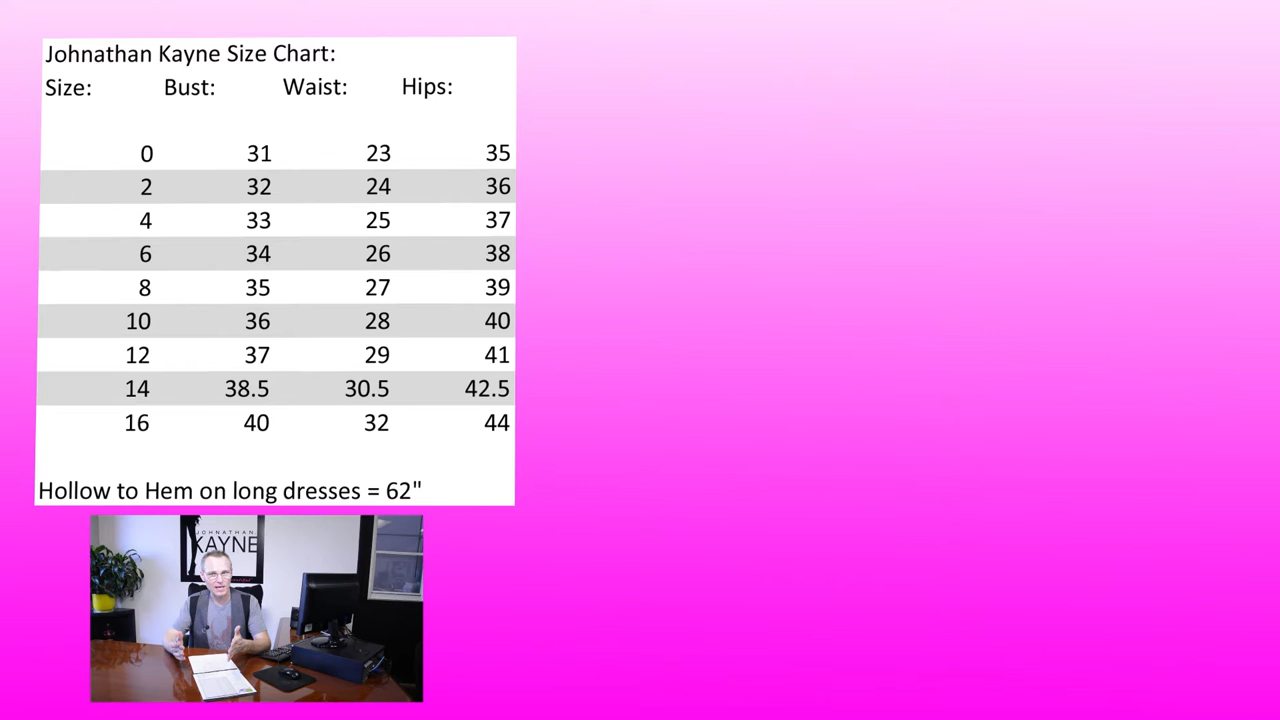 Johnathan Kayne Size Chart:
Size: Bust: Waist: Hips:
0 31 23 35
2 32 24 36
4 33 25 37
6 34 26 38
8 35 27 39
10 36 28 40
12 37 29 41
14 38.5 30.5 42.5
16 40 32 44
Hollow to Hem on long dresses = 62"
JOHNATHAN
KAYNE